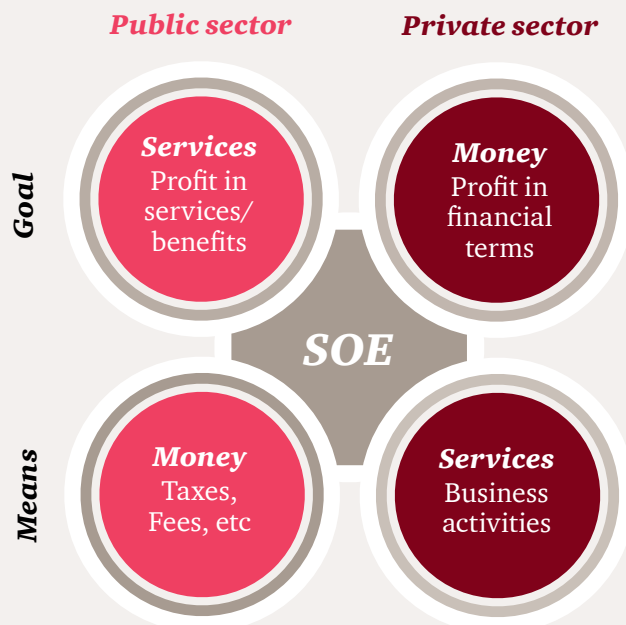 Public sector
Private sector
Goal
Services
Profit in
services/
benefits
Money
Profit in
financial
terms
SOE
Means
Money
Taxes,
Fees, etc
Services
Business
activities